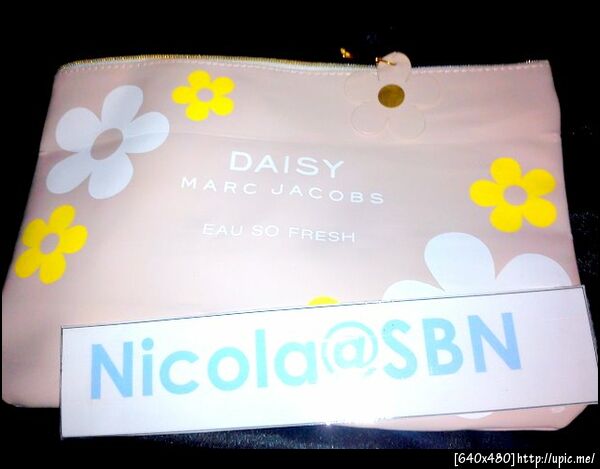 DAISY
MARC JACOBS
EAU SO FRESH
Nicola@SBN
[640x480]http://upic.me/